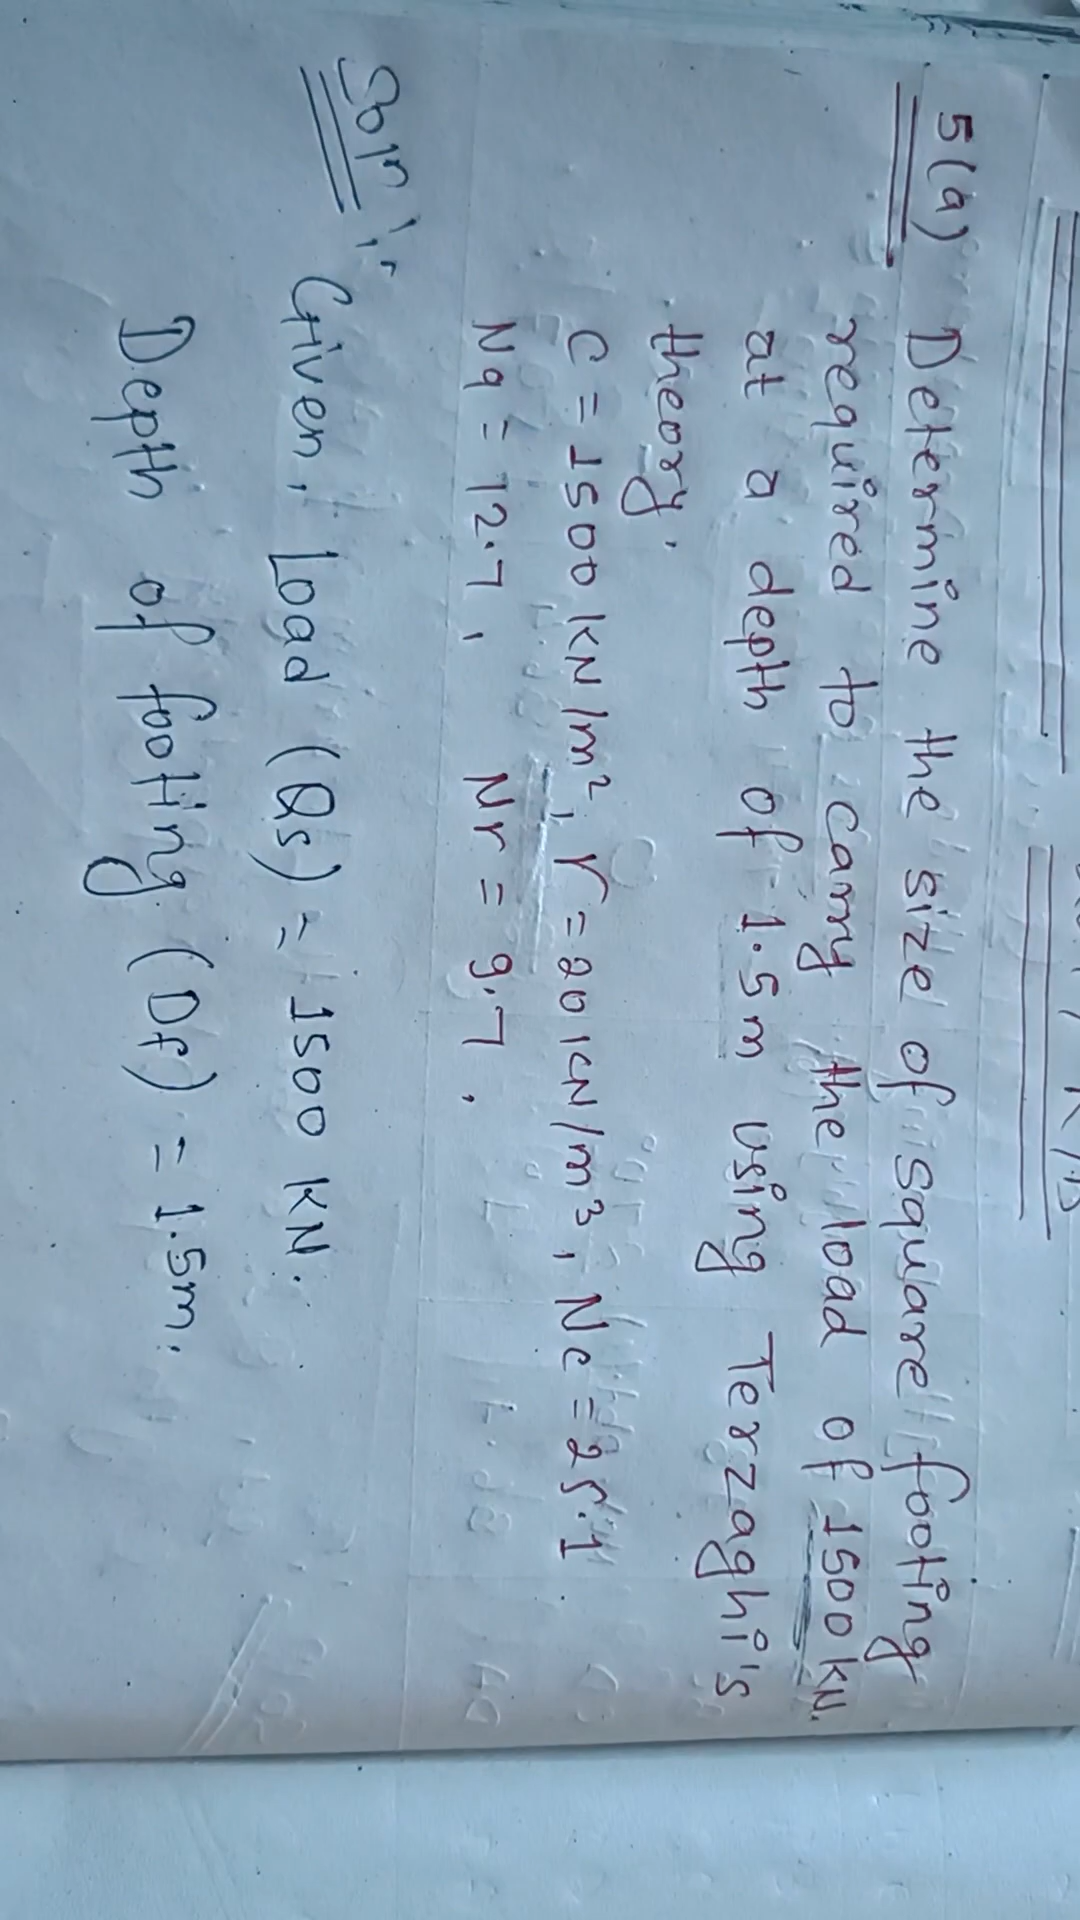 5(a) Determine the size of square footing
required to carry the load of 1500 kN.
at a depth of 1.5m using Terzaghi's
theory.
C = 1500 kN/m², r = 20 kN/m³, Nc = 25.1
Nq = 12.7, Nr = 9.7,
Soln:
Given, Load (Qs) = 1500 kN.
Depth of footing (Df) = 1.5m.